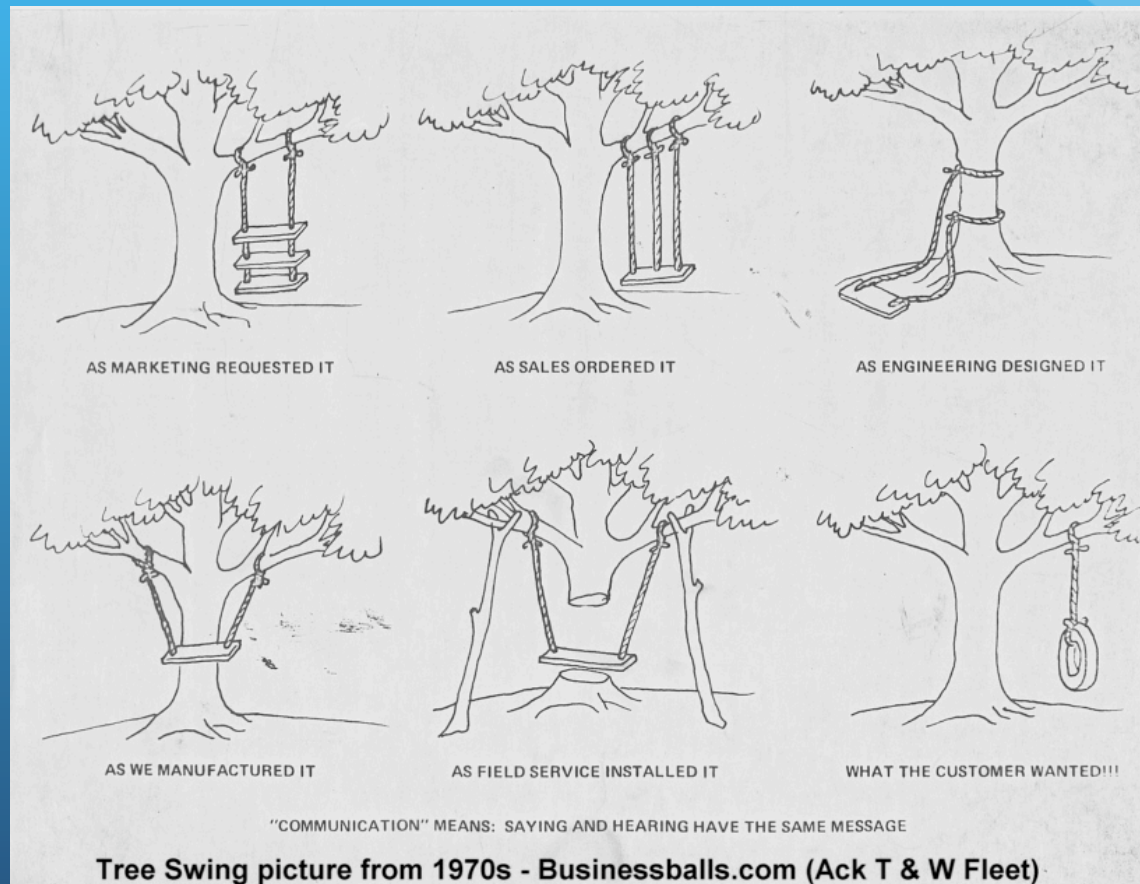 AS MARKETING REQUESTED IT
AS SALES ORDERED IT
AS ENGINEERING DESIGNED IT
AS WE MANUFACTURED IT
AS FIELD SERVICE INSTALLED IT
WHAT THE CUSTOMER WANTED!!!
"COMMUNICATION" MEANS: SAYING AND HEARING HAVE THE SAME MESSAGE
Tree Swing picture from 1970s - Businessballs.com (Ack T & W Fleet)